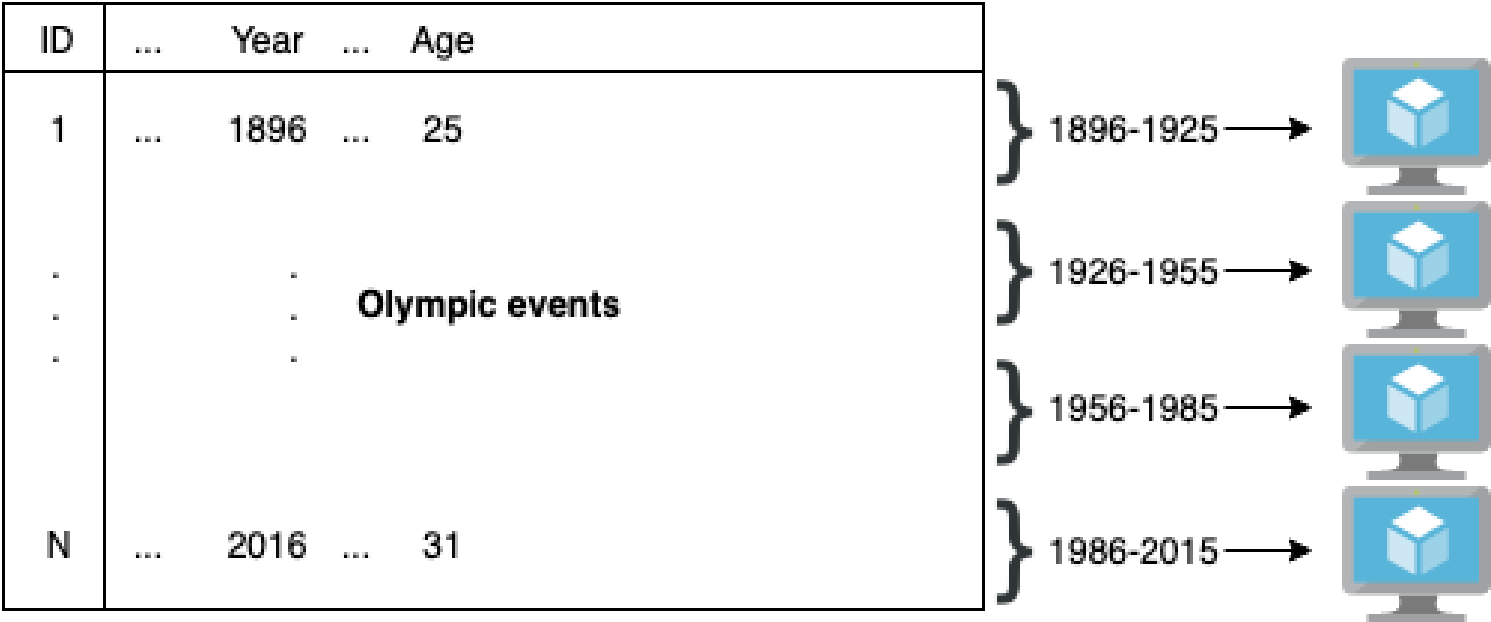 ID ... Year ... Age
1 ... 1896 ... 25
1896-1925
. .
1926-1955
. Olympic events
.
. .
1956-1985
N ... 2016 ... 31
1986-2015